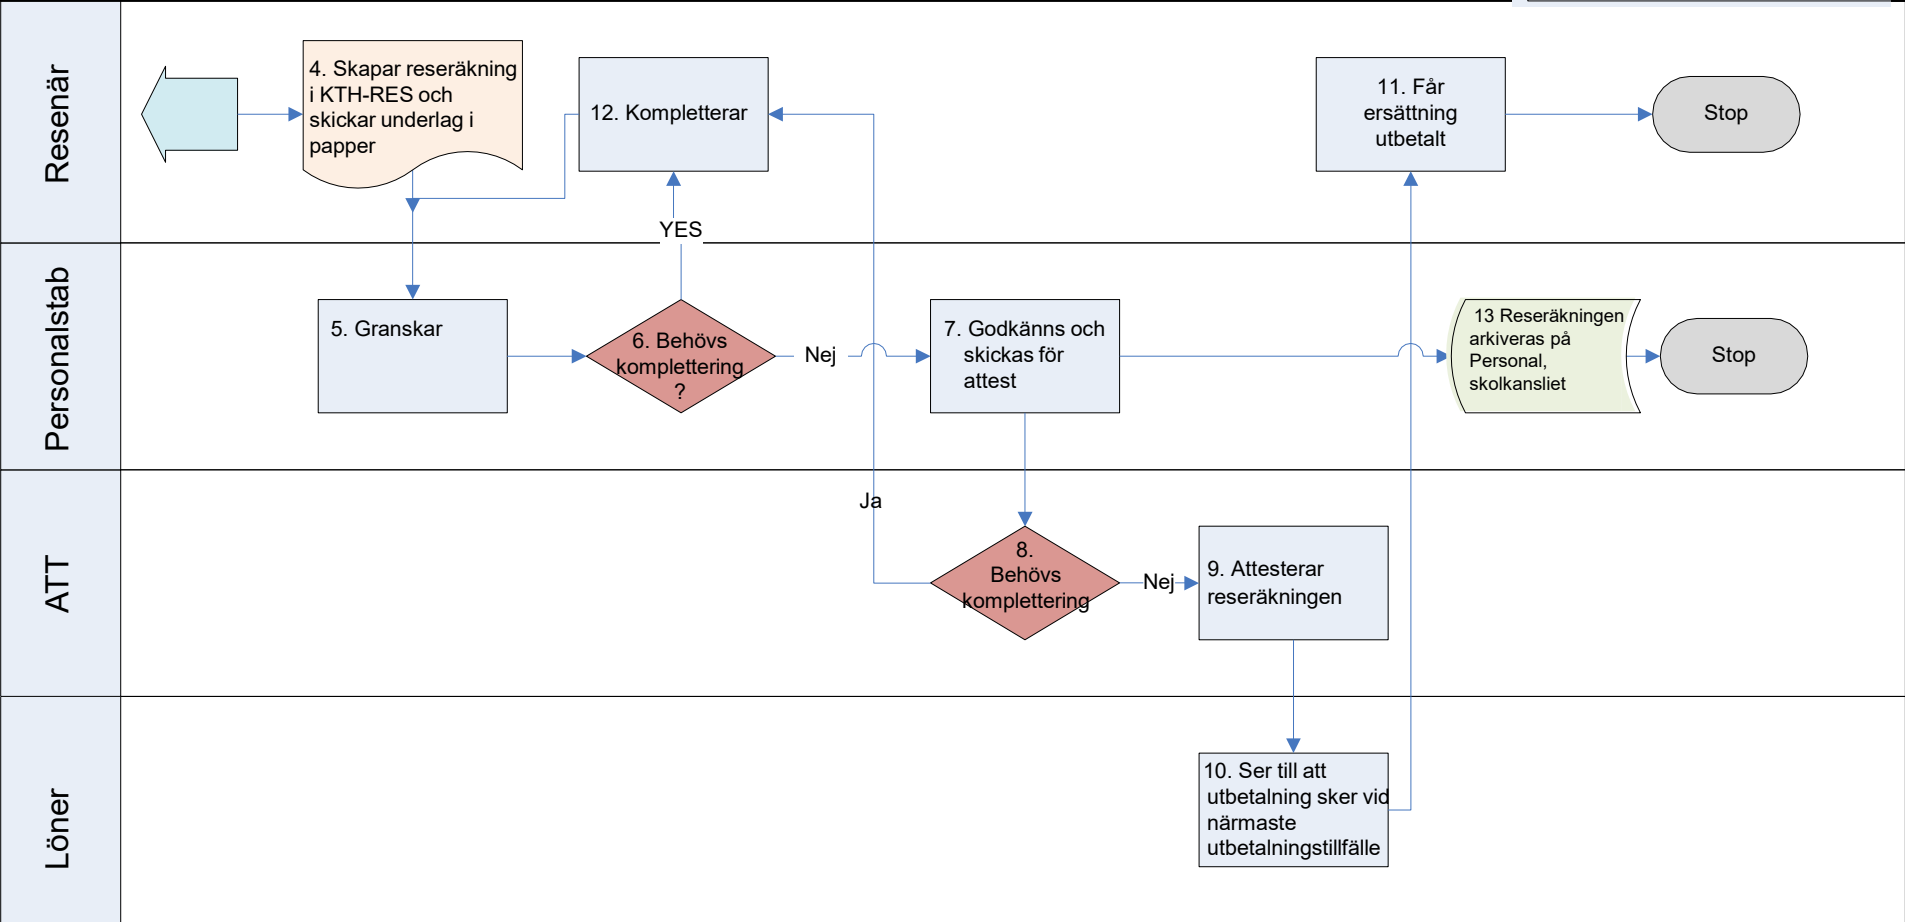 Resenär
4. Skapar reseräkning
i KTH-RES och
skickar underlag i
papper
12. Kompletterar
11. Får
ersättning
utbetalt
Stop
YES
Personalstab
5. Granskar
6. Behövs
komplettering
?
Nej
7. Godkänns och
skickas för
attest
13 Reseräkningen
arkiveras på
Personal,
skolkansliet
Stop
ATT
Ja
8.
Behövs
komplettering
Nej
9. Attesterar
reseräkningen
Löner
10. Ser till att
utbetalning sker vid
närmaste
utbetalningstillfälle